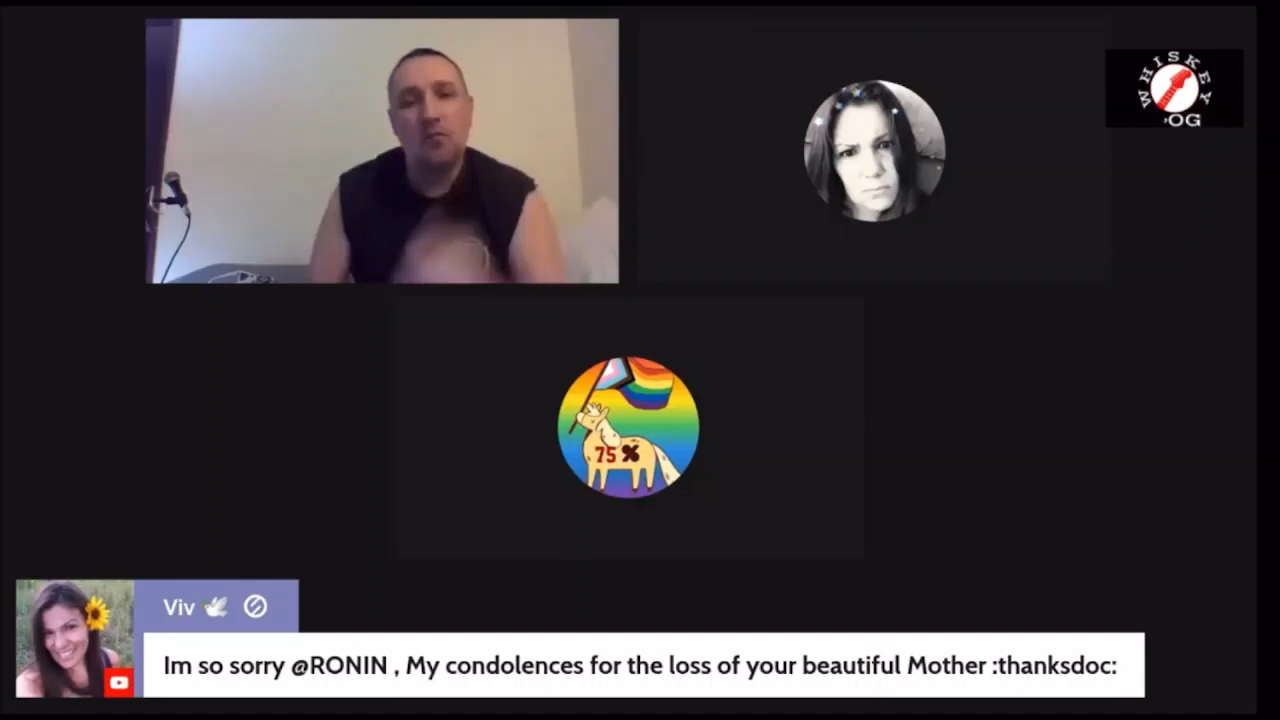 WHISKEY
OG
75 %
Viv
Im so sorry @RONIN , My condolences for the loss of your beautiful Mother :thanksdoc: